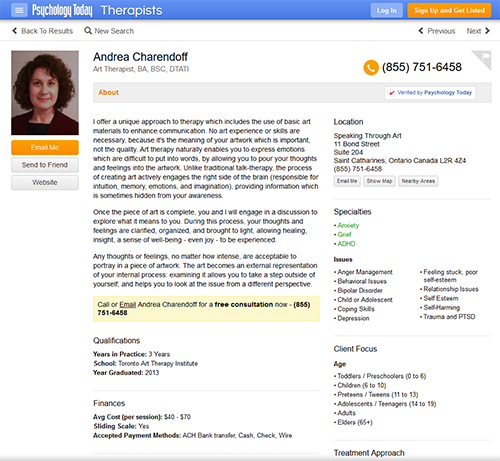 Psychology Today Therapists
Log In
Sign Up and Get Listed
Back To Results
New Search
Previous
Next
Andrea Charendoff
Art Therapist, BA, BSC, DTATI
(855) 751-6458
About
Verified by Psychology Today
Email Me
Send to Friend
Website
I offer a unique approach to therapy which includes the use of basic art
materials to enhance communication. No art experience or skills are
necessary, because it's the meaning of your artwork which is important,
not the quality. Art therapy naturally enables you to express emotions
which are difficult to put into words, by allowing you to pour your thoughts
and feelings into the artwork. Unlike traditional talk-therapy, the process
of creating art actively engages the right side of the brain (responsible for
intuition, memory, emotions, and imagination), providing information which
is sometimes hidden from your awareness.
Once the piece of art is complete, you and I will engage in a discussion to
explore what it means to you. During this process, your thoughts and
feelings are clarified, organized, and brought to light, allowing healing,
insight, a sense of well-being - even joy - to be experienced.
Any thoughts or feelings, no matter how intense, are acceptable to
portray in a piece of artwork. The art becomes an external representation
of your internal process: examining it allows you to take a step outside of
yourself, and helps you to look at the issue from a different perspective.
Call or Email Andrea Charendoff for a free consultation now - (855)
751-6458
Qualifications
Years in Practice: 3 Years
School: Toronto Art Therapy Institute
Year Graduated: 2013
Finances
Avg Cost (per session): $40 - $70
Sliding Scale: Yes
Accepted Payment Methods: ACH Bank transfer, Cash, Check, Wire
Location
Speaking Through Art
11 Bond Street
Suite 204
Saint Catharines, Ontario Canada L2R 4Z4
(855) 751-6458
Email Me
Show Map
Nearby Areas
Specialties
• Anxiety
• Grief
• ADHD
Issues
• Anger Management
• Behavioral Issues
• Bipolar Disorder
• Child or Adolescent
• Coping Skills
• Depression
• Feeling stuck, poor
self-esteem
• Relationship Issues
• Self Esteem
• Self-Harming
• Trauma and PTSD
Client Focus
Age
• Toddlers / Preschoolers (0 to 6)
• Children (6 to 10)
• Preteens / Tweens (11 to 13)
• Adolescents / Teenagers (14 to 19)
• Adults
• Elders (65+)
Treatment Approach